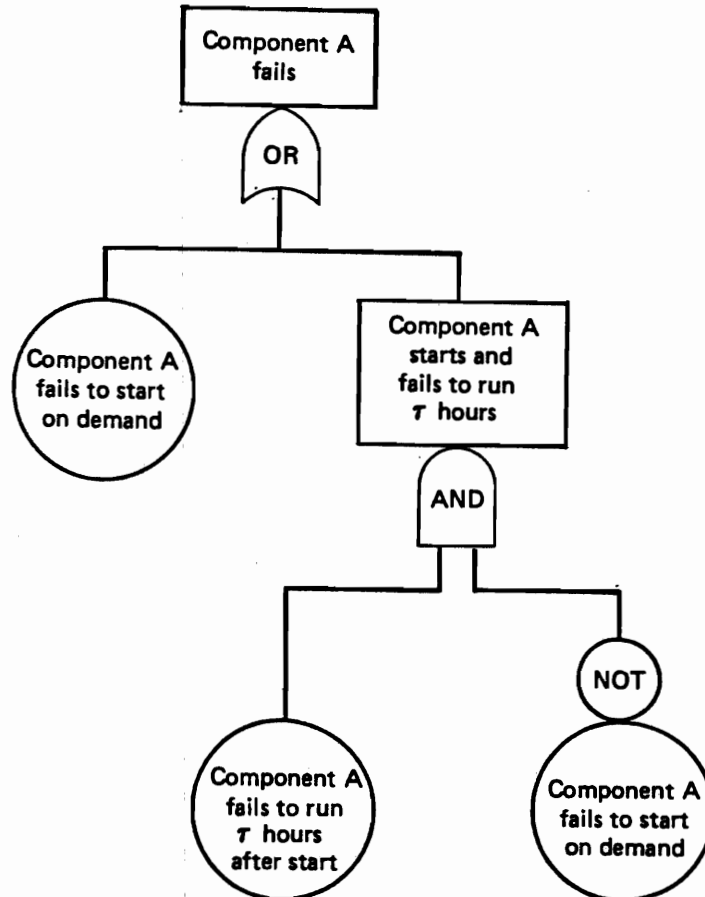 Component A
fails
OR
Component A
fails to start
on demand
Component A
starts and
fails to run
τ hours
AND
NOT
Component A
fails to run
τ hours
after start
Component A
fails to start
on demand